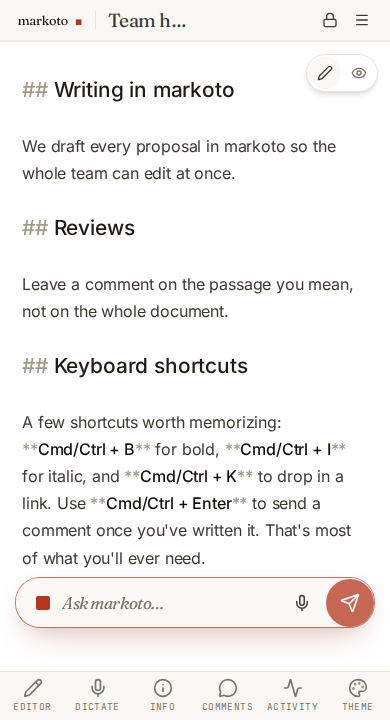 markoto
Team h...
## Writing in markoto
We draft every proposal in markoto so the
whole team can edit at once.
## Reviews
Leave a comment on the passage you mean,
not on the whole document.
## Keyboard shortcuts
A few shortcuts worth memorizing:
**Cmd/Ctrl + B** for bold, **Cmd/Ctrl + I**
for italic, and **Cmd/Ctrl + K** to drop in a
link. Use **Cmd/Ctrl + Enter** to send a
comment once you've written it. That's most
of what you'll ever need.
Ask markoto...
EDITOR DICTATE INFO COMMENTS ACTIVITY THEME